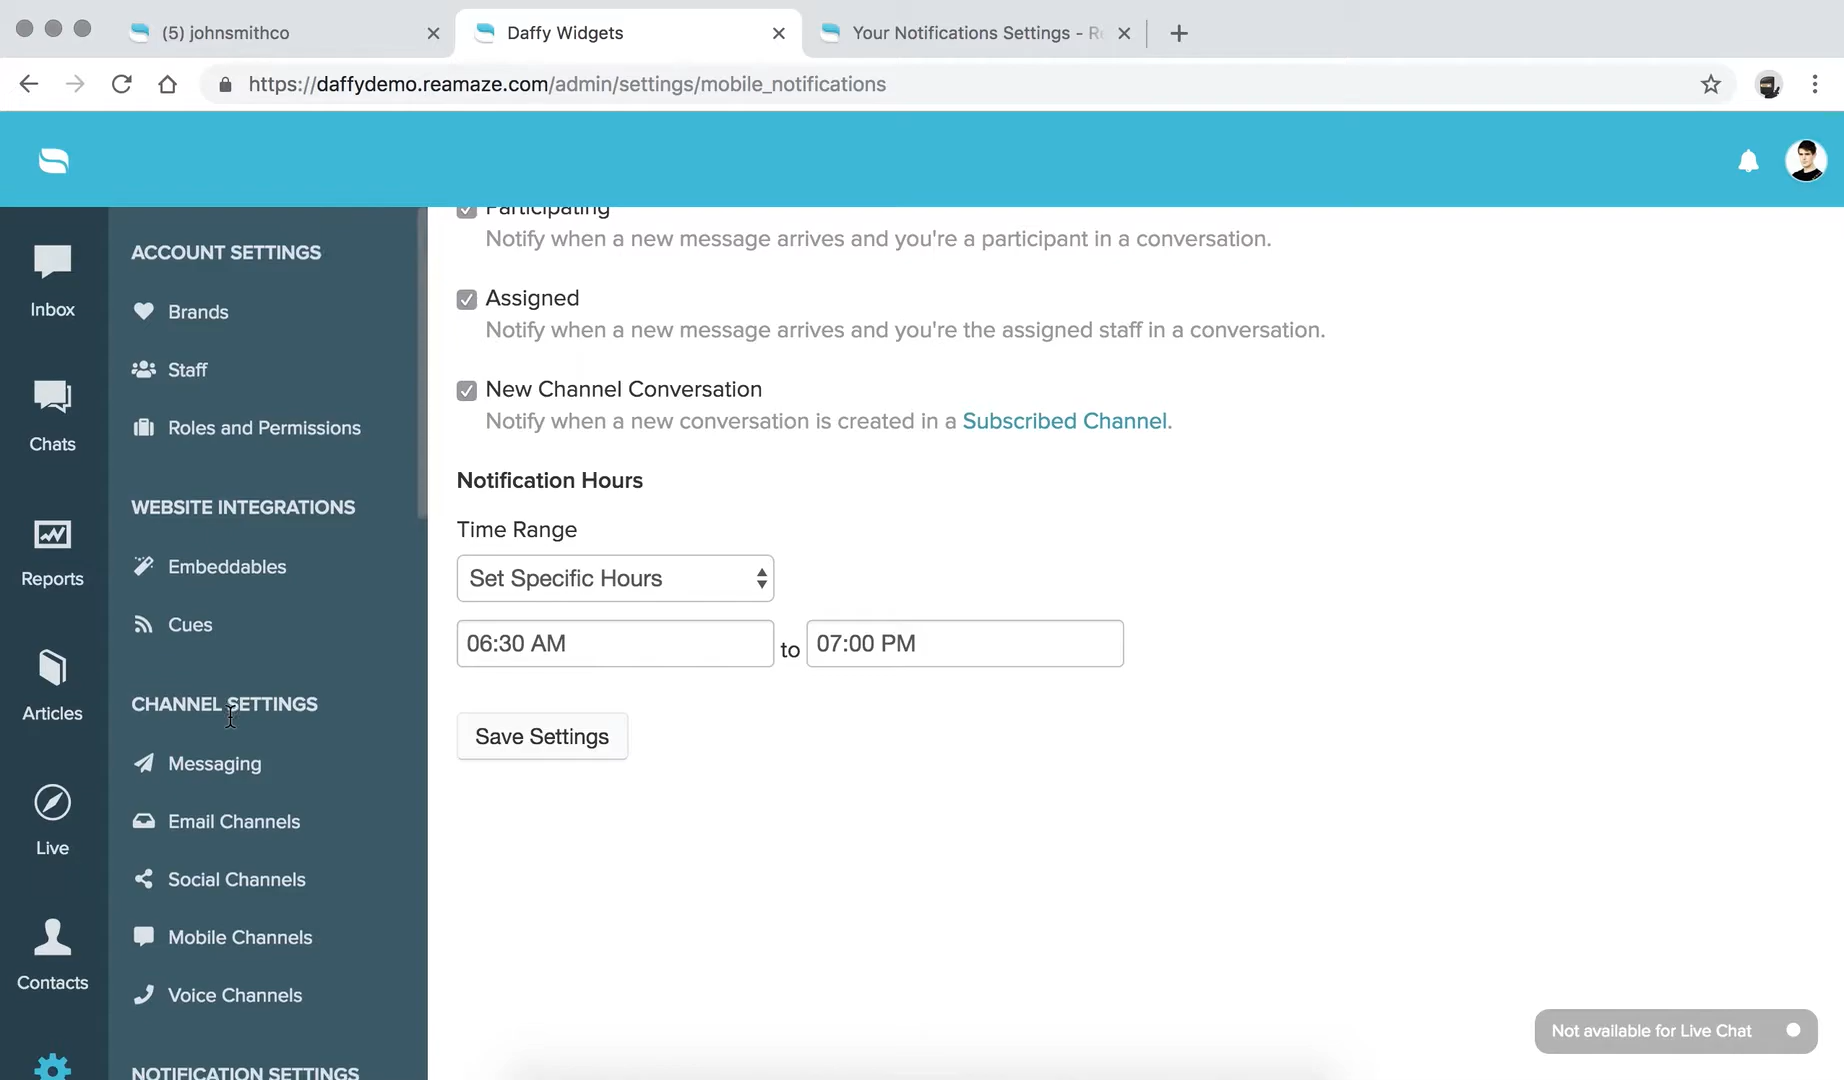 (5) johnsmithco
Daffy Widgets
Your Notifications Settings - Re
https://daffydemo.reamaze.com/admin/settings/mobile_notifications
Inbox
Chats
Reports
Articles
Live
Contacts
ACCOUNT SETTINGS
Brands
Staff
Roles and Permissions
WEBSITE INTEGRATIONS
Embeddables
Cues
CHANNEL SETTINGS
Messaging
Email Channels
Social Channels
Mobile Channels
Voice Channels
NOTIFICATION SETTINGS
Participating
Notify when a new message arrives and you're a participant in a conversation.
Assigned
Notify when a new message arrives and you're the assigned staff in a conversation.
New Channel Conversation
Notify when a new conversation is created in a Subscribed Channel.
Notification Hours
Time Range
Set Specific Hours
06:30 AM to 07:00 PM
Save Settings
Not available for Live Chat